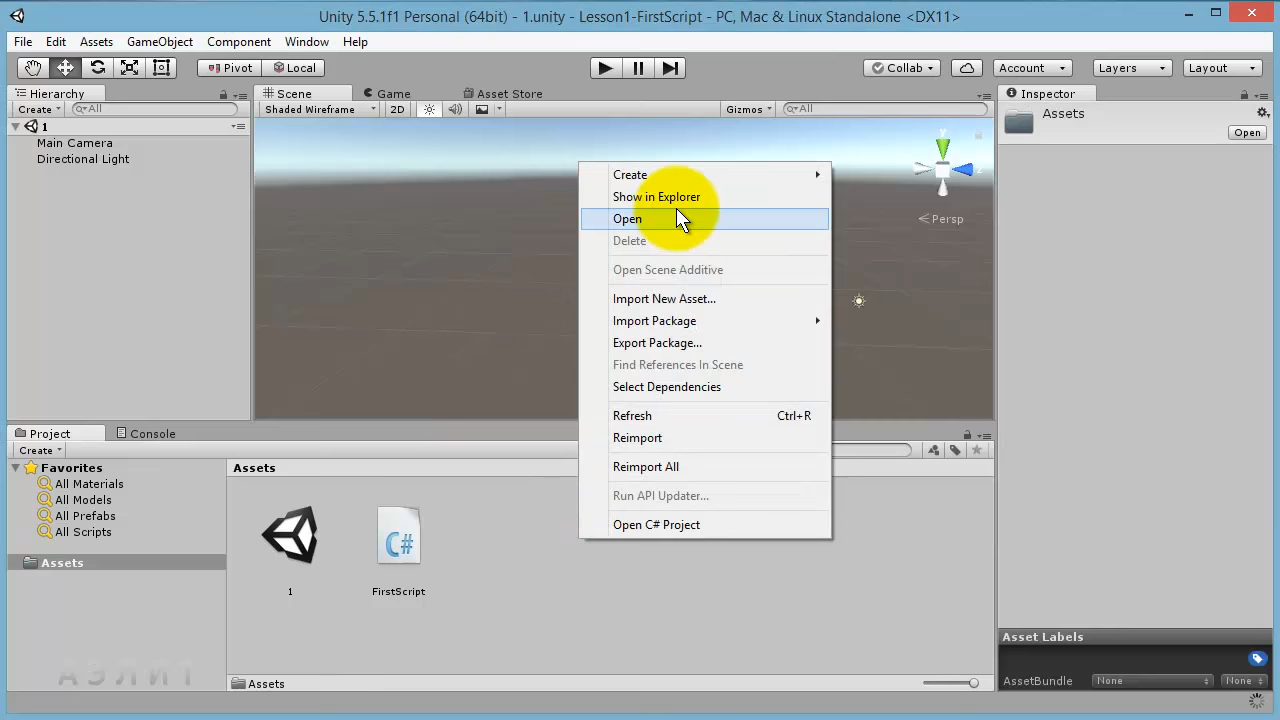 Unity 5.5.1f1 Personal (64bit) - 1.unity - Lesson1-FirstScript - PC, Mac & Linux Standalone <DX11>
File Edit Assets GameObject Component Window Help
Pivot Local Collab Account Layers Layout
Hierarchy
Create All
1
Main Camera
Directional Light
Scene Game Asset Store
Shaded Wireframe 2D Gizmos All
y
z
Persp
Create
Show in Explorer
Open
Delete
Open Scene Additive
Import New Asset...
Import Package
Export Package...
Find References In Scene
Select Dependencies
Refresh Ctrl+R
Reimport
Reimport All
Run API Updater...
Open C# Project
Inspector
Assets
Open
Project Console
Create
Favorites
All Materials
All Models
All Prefabs
All Scripts
Assets
Assets
C#
1
FirstScript
Assets
АЭЛИТ
Asset Labels
AssetBundle None None